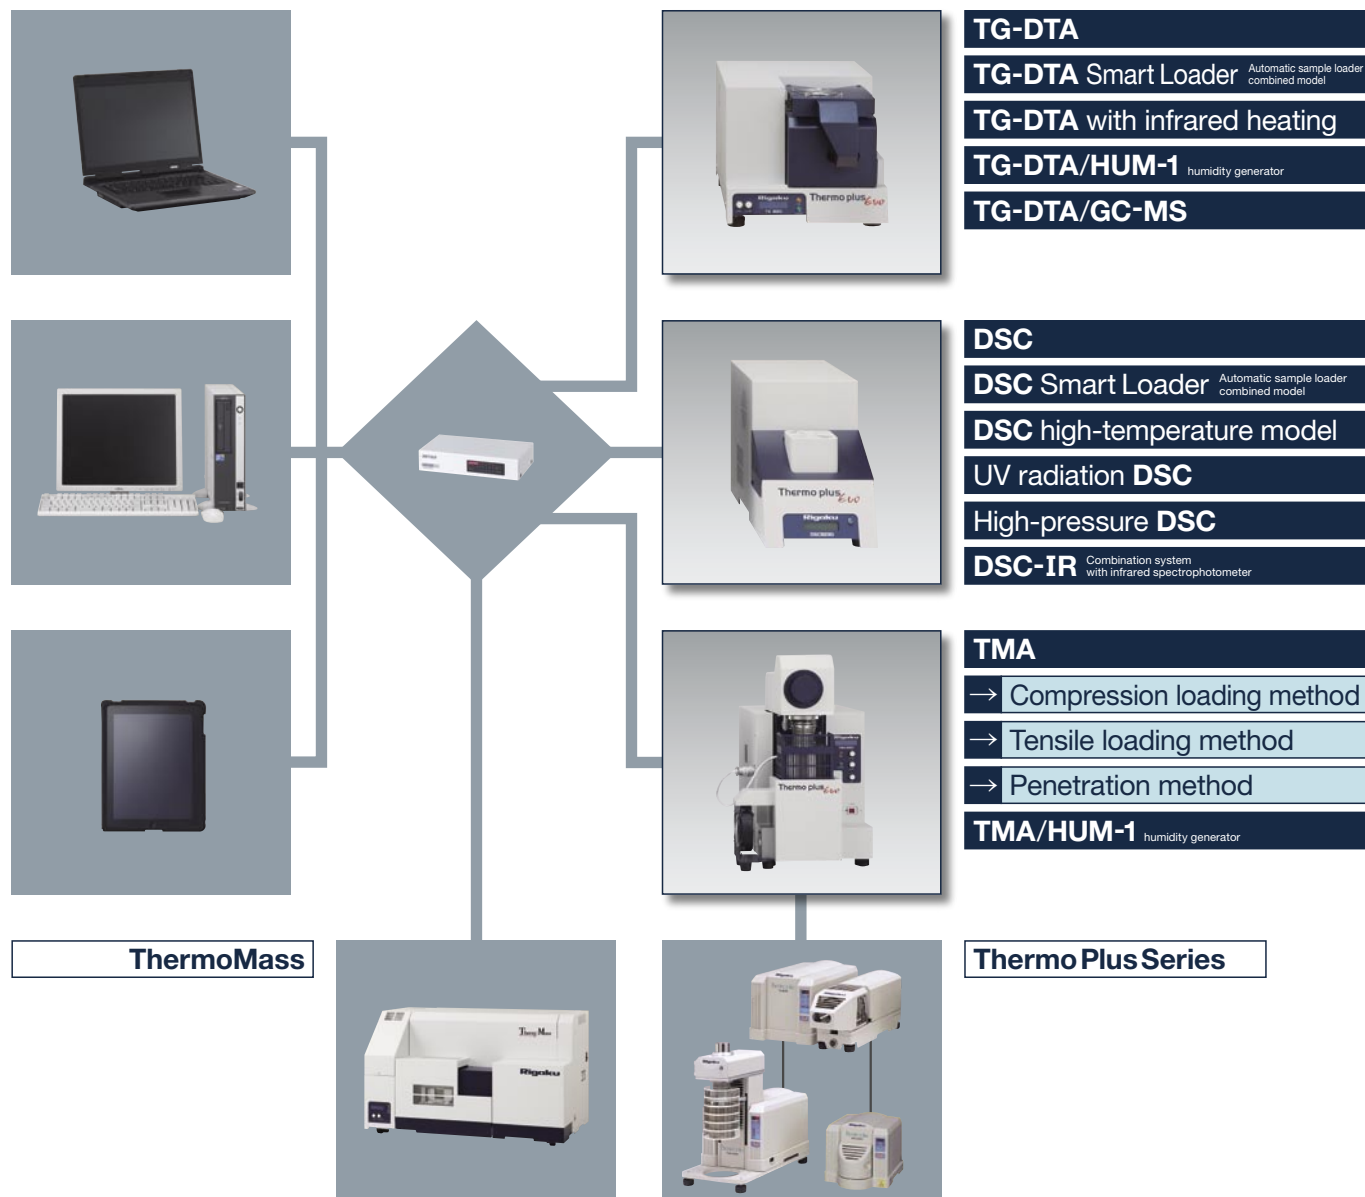 TG-DTA
TG-DTA Smart Loader Automatic sample loader
combined model
TG-DTA with infrared heating
TG-DTA/HUM-1 humidity generator
TG-DTA/GC-MS
Rigaku
Thermo plus Evo
DSC
DSC Smart Loader Automatic sample loader
combined model
DSC high-temperature model
UV radiation DSC
High-pressure DSC
DSC-IR Combination system
with infrared spectrophotometer
Thermo plus Evo
Rigaku
TMA
→ Compression loading method
→ Tensile loading method
→ Penetration method
TMA/HUM-1 humidity generator
Rigaku
Thermo plus Evo
ThermoMass
Thermo Plus Series
Thermo Mass
Rigaku
Rigaku